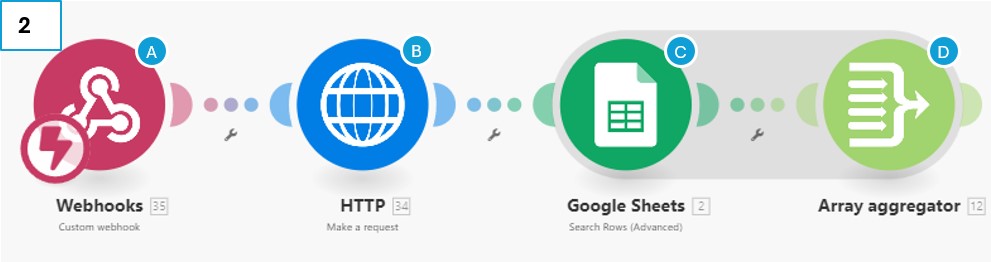 2
A
B
C
D
Webhooks 35
Custom webhook
HTTP 34
Make a request
Google Sheets 2
Search Rows (Advanced)
Array aggregator 12